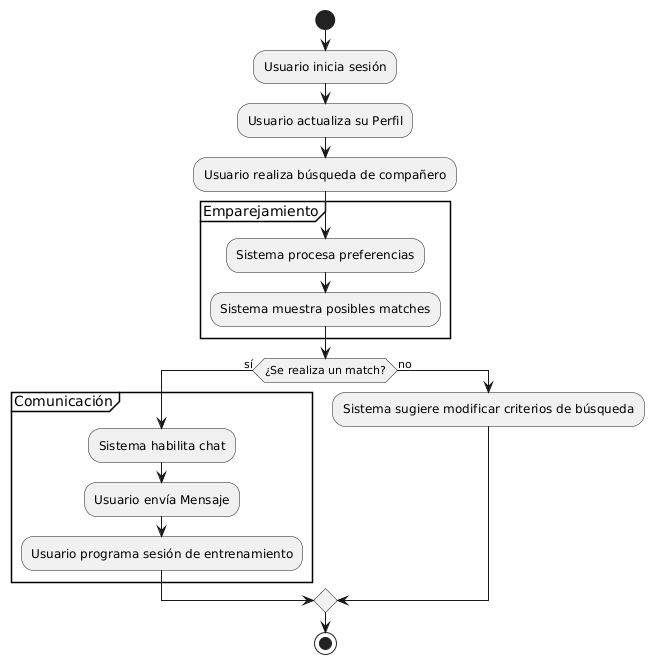 Usuario inicia sesión
Usuario actualiza su Perfil
Usuario realiza búsqueda de compañero
Emparejamiento
Sistema procesa preferencias
Sistema muestra posibles matches
sí
¿Se realiza un match?
no
Comunicación
Sistema habilita chat
Usuario envía Mensaje
Usuario programa sesión de entrenamiento
Sistema sugiere modificar criterios de búsqueda